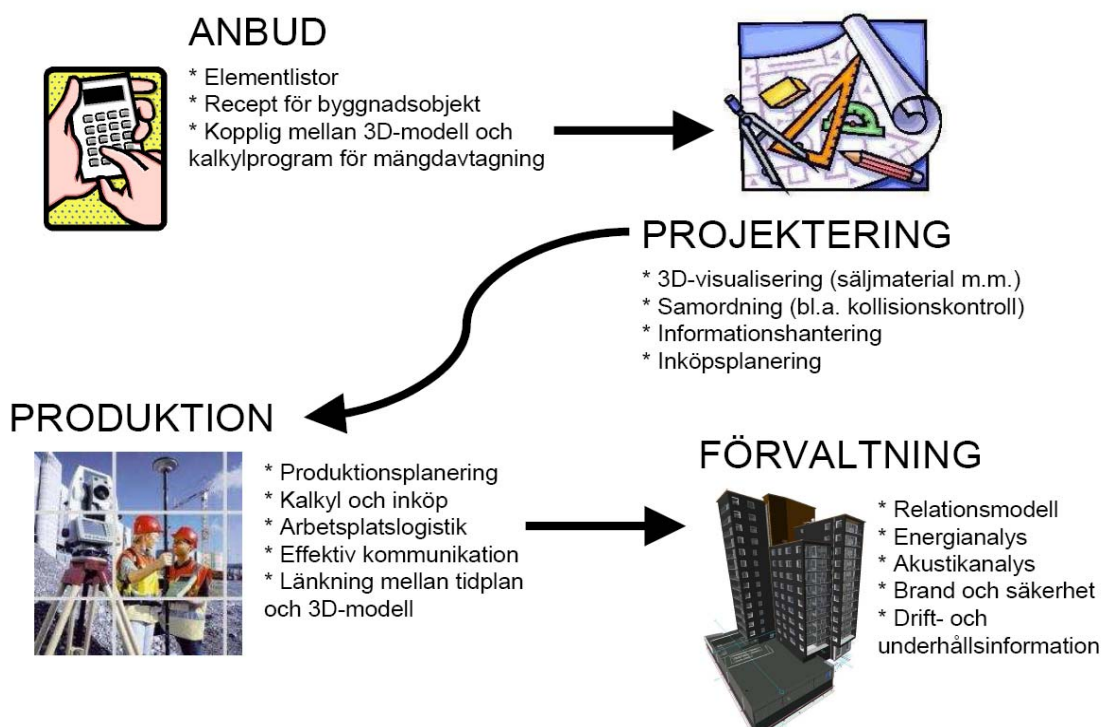 ANBUD
* Elementlistor
* Recept för byggnadsobjekt
* Kopplig mellan 3D-modell och
kalkylprogram för mängdavtagning
PROJEKTERING
* 3D-visualisering (säljmaterial m.m.)
* Samordning (bl.a. kollisionskontroll)
* Informationshantering
* Inköpsplanering
PRODUKTION
* Produktionsplanering
* Kalkyl och inköp
* Arbetsplatslogistik
* Effektiv kommunikation
* Länkning mellan tidplan
och 3D-modell
FÖRVALTNING
* Relationsmodell
* Energianalys
* Akustikanalys
* Brand och säkerhet
* Drift- och
underhållsinformation